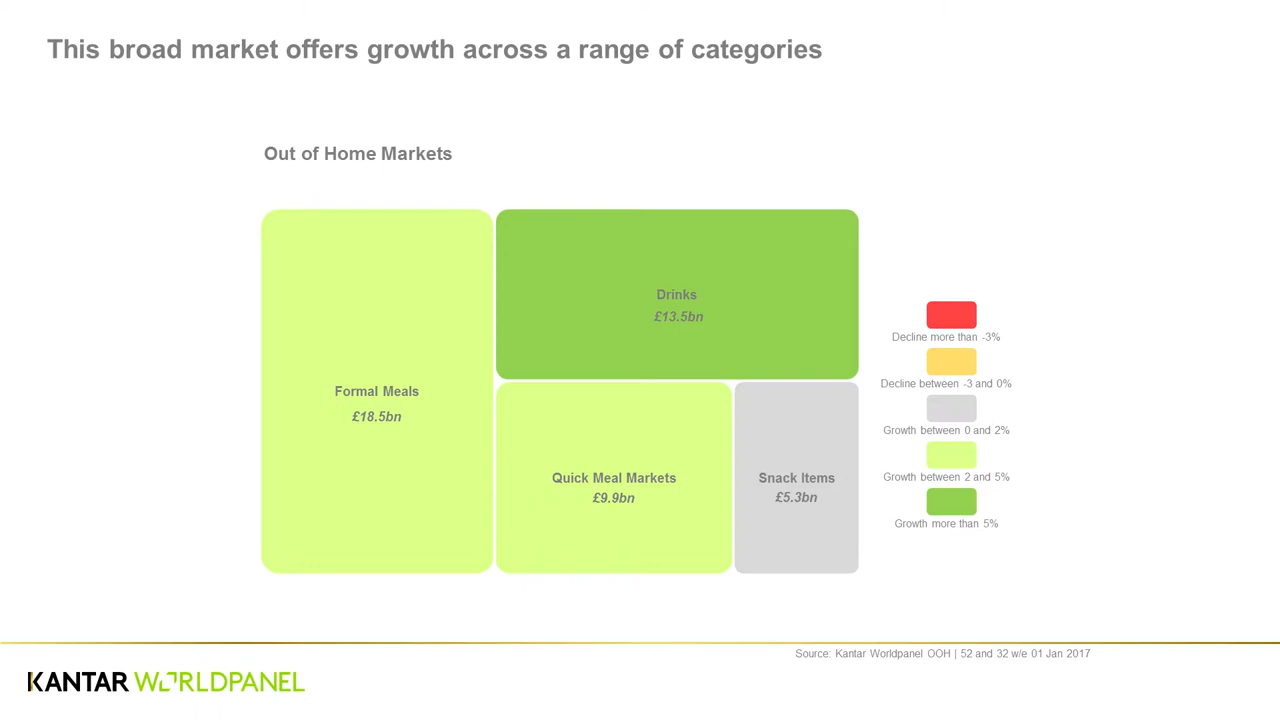 This broad market offers growth across a range of categories
Out of Home Markets
Formal Meals
£18.5bn
Drinks
£13.5bn
Quick Meal Markets
£9.9bn
Snack Items
£5.3bn
Decline more than -3%
Decline between -3 and 0%
Growth between 0 and 2%
Growth between 2 and 5%
Growth more than 5%
Source: Kantar Worldpanel OOH | 52 and 32 w/e 01 Jan 2017
KANTAR WORLDPANEL